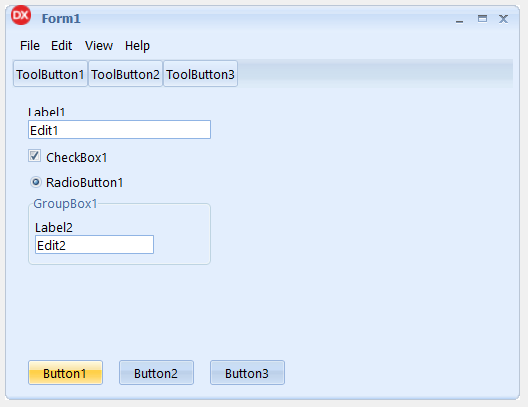 DX Form1
File Edit View Help
ToolButton1 ToolButton2 ToolButton3
Label1
Edit1
CheckBox1
RadioButton1
GroupBox1
Label2
Edit2
Button1 Button2 Button3